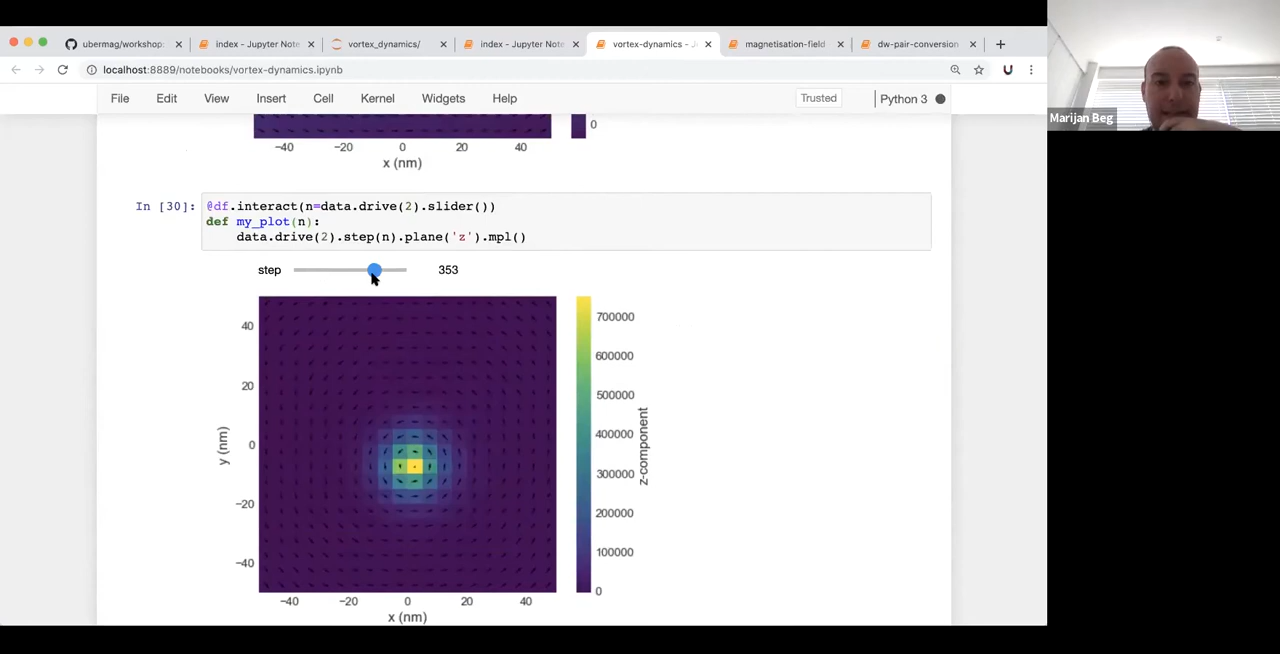 ubermag/workshop:
index - Jupyter Note
vortex_dynamics/
index - Jupyter Note
vortex-dynamics - J
magnetisation-field
dw-pair-conversion
localhost:8889/notebooks/vortex-dynamics.ipynb
File Edit View Insert Cell Kernel Widgets Help
Trusted
Python 3
Marijan Beg
0
−40 −20 0 20 40
x (nm)
In [30]:
@df.interact(n=data.drive(2).slider())
def my_plot(n):
data.drive(2).step(n).plane('z').mpl()
step 353
40
20
0
−20
−40
y (nm)
−40 −20 0 20 40
x (nm)
700000
600000
500000
400000
300000
200000
100000
0
z-component